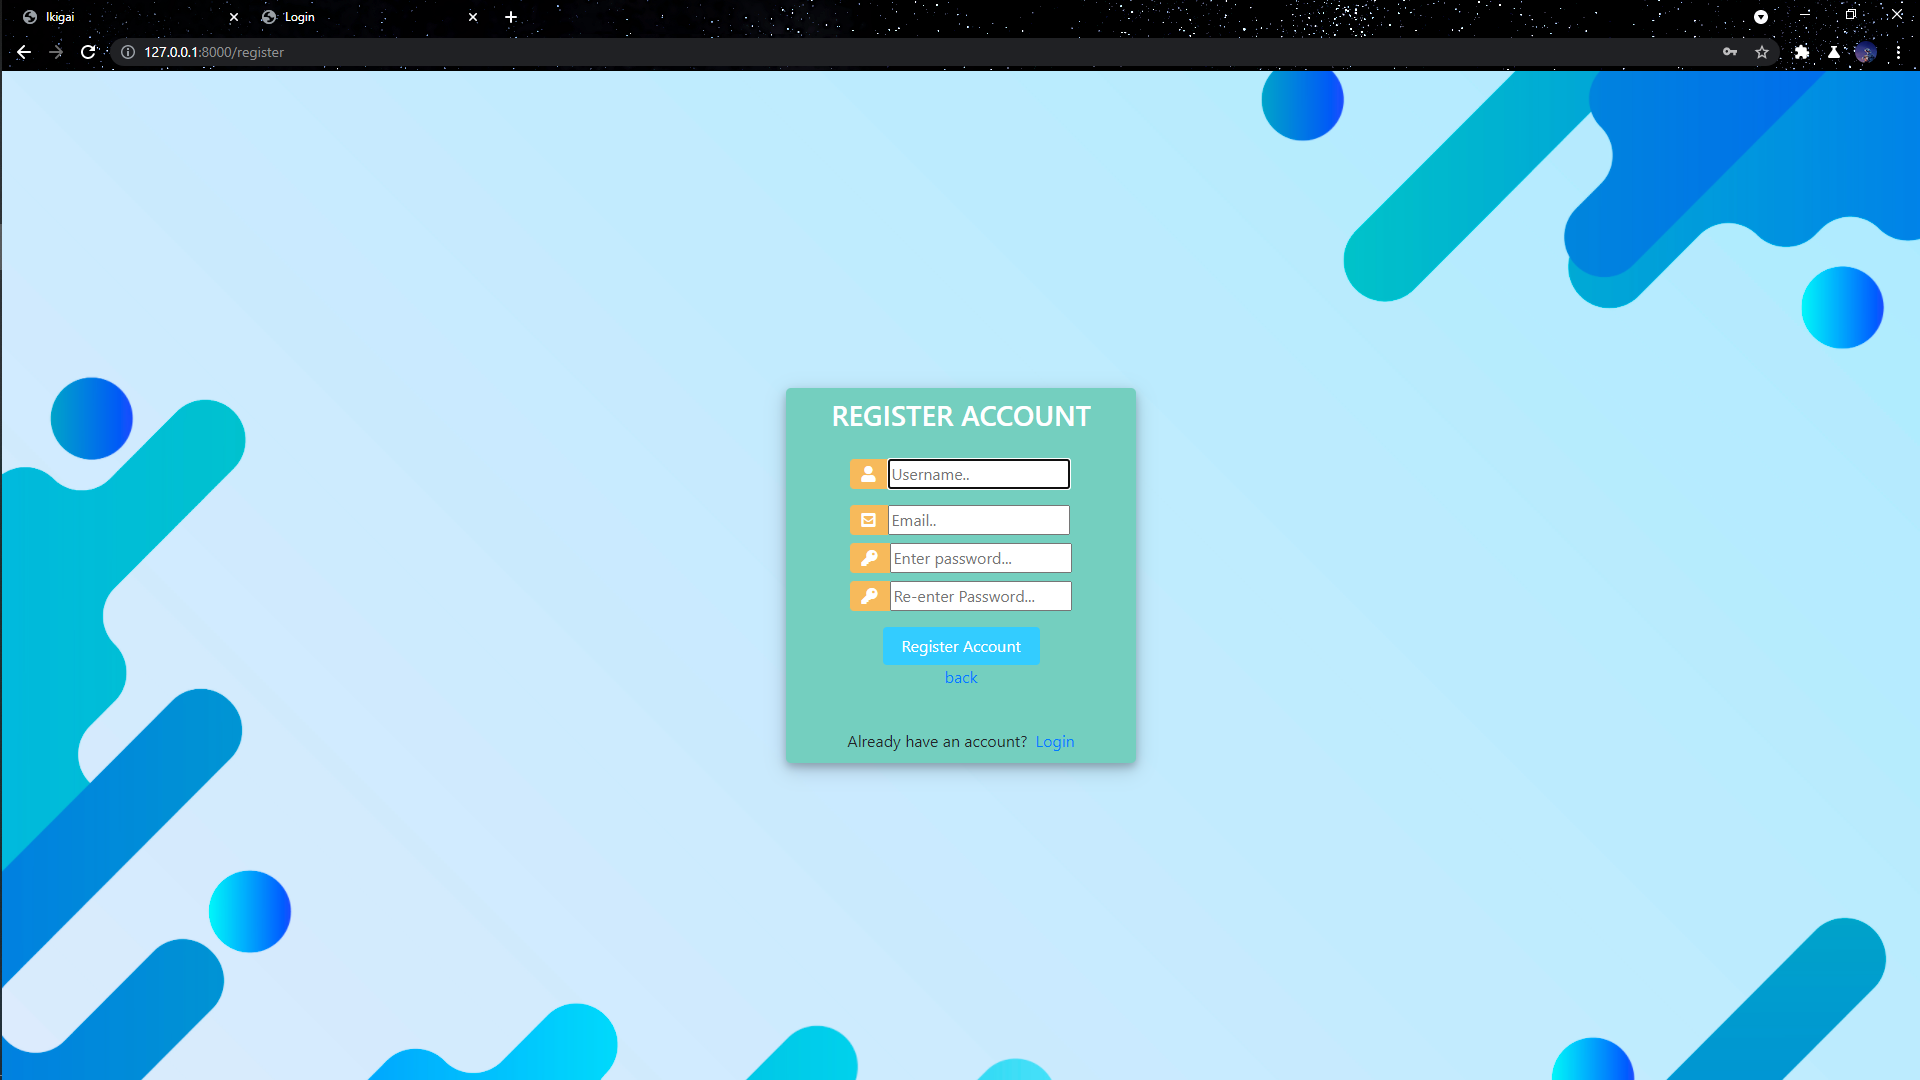 Ikigai
Login
127.0.0.1:8000/register
REGISTER ACCOUNT
Username..
Email..
Enter password...
Re-enter Password...
Register Account
back
Already have an account? Login